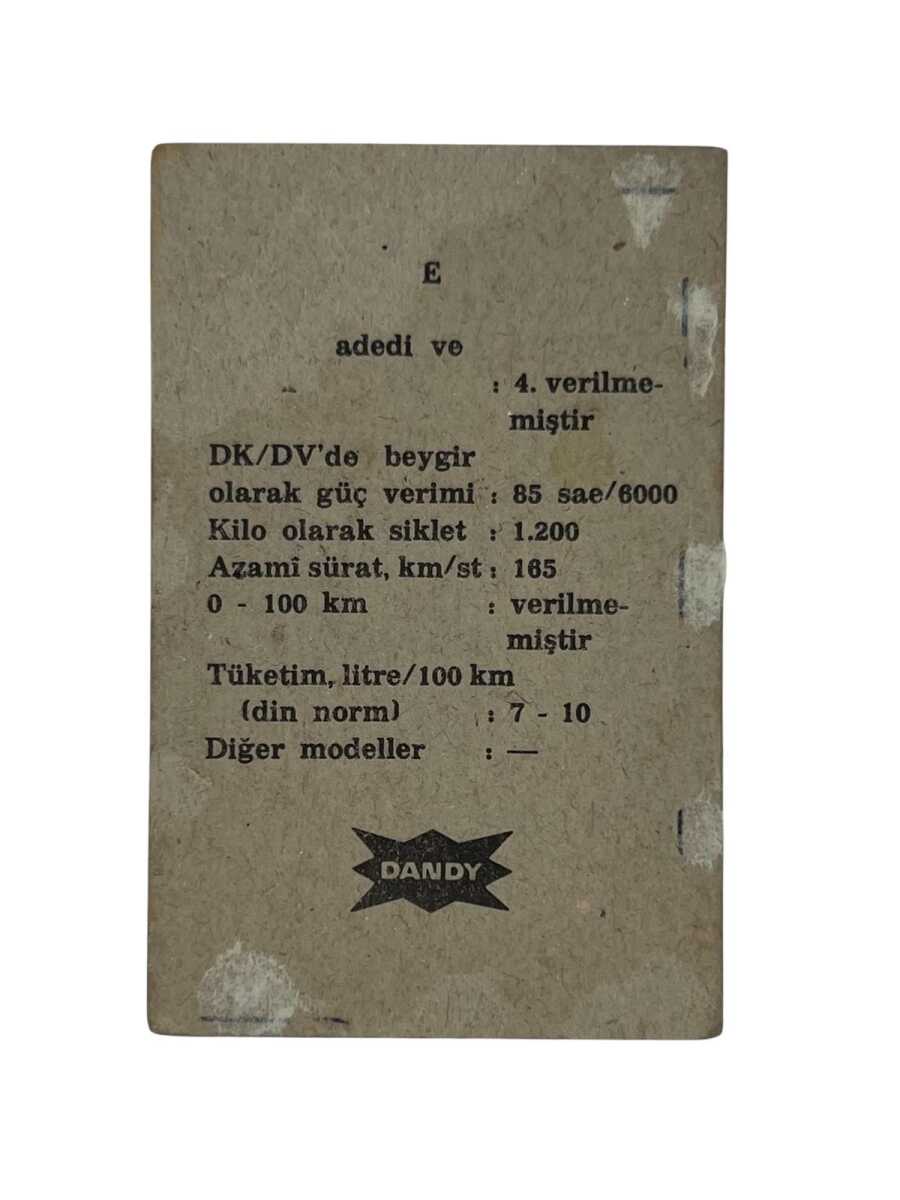 E
adedi ve
: 4. verilme-
miştir
DK/DV'de beygir
olarak güç verimi : 85 sae/6000
Kilo olarak siklet : 1.200
Azamî sürat, km/st : 165
0 - 100 km : verilme-
miştir
Tüketim, litre/100 km
(din norm) : 7 - 10
Diğer modeller : —
DANDY